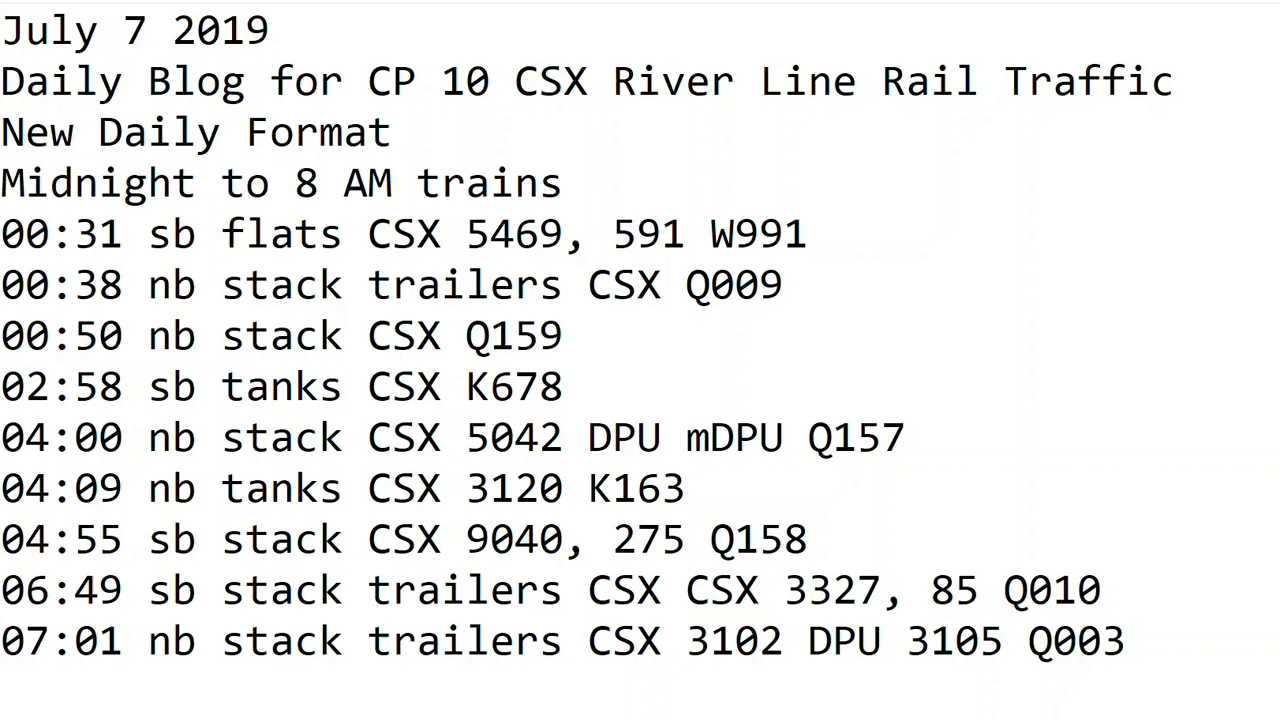 July 7 2019
Daily Blog for CP 10 CSX River Line Rail Traffic
New Daily Format
Midnight to 8 AM trains
00:31 sb flats CSX 5469, 591 W991
00:38 nb stack trailers CSX Q009
00:50 nb stack CSX Q159
02:58 sb tanks CSX K678
04:00 nb stack CSX 5042 DPU mDPU Q157
04:09 nb tanks CSX 3120 K163
04:55 sb stack CSX 9040, 275 Q158
06:49 sb stack trailers CSX CSX 3327, 85 Q010
07:01 nb stack trailers CSX 3102 DPU 3105 Q003